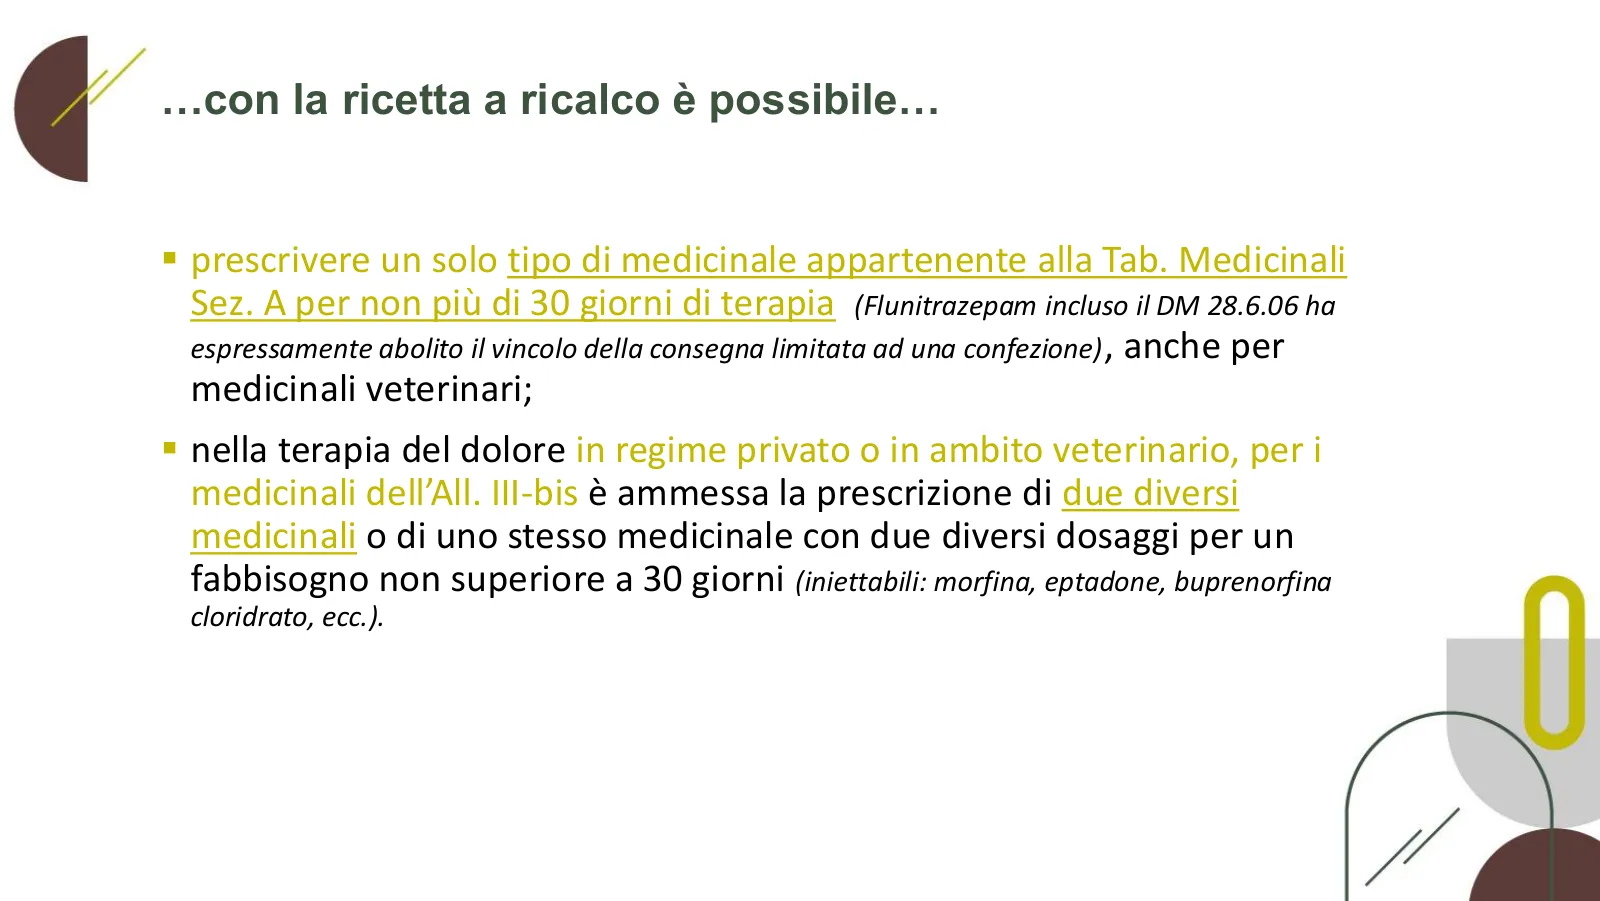 …con la ricetta a ricalco è possibile…
▪ prescrivere un solo tipo di medicinale appartenente alla Tab. Medicinali
Sez. A per non più di 30 giorni di terapia (Flunitrazepam incluso il DM 28.6.06 ha
espressamente abolito il vincolo della consegna limitata ad una confezione), anche per
medicinali veterinari;
▪ nella terapia del dolore in regime privato o in ambito veterinario, per i
medicinali dell’All. III-bis è ammessa la prescrizione di due diversi
medicinali o di uno stesso medicinale con due diversi dosaggi per un
fabbisogno non superiore a 30 giorni (iniettabili: morfina, eptadone, buprenorfina
cloridrato, ecc.).